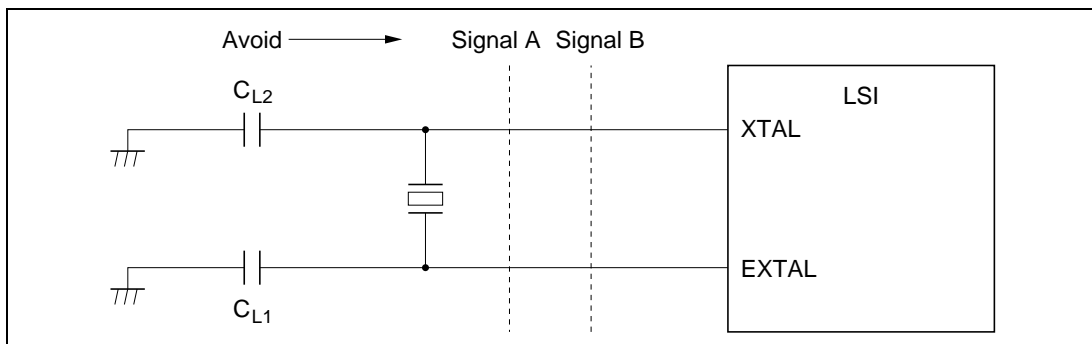 Avoid
Signal A Signal B
CL2
LSI
XTAL
EXTAL
CL1